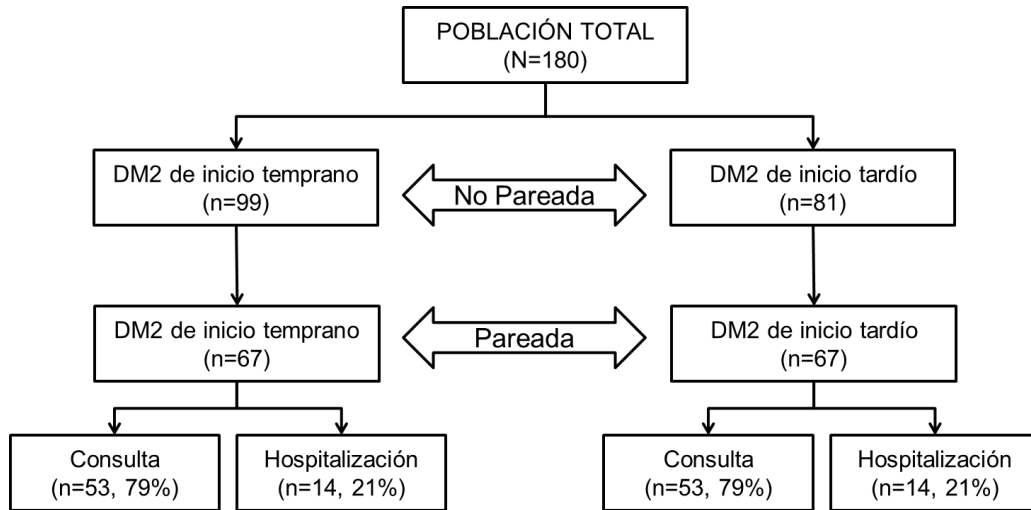 POBLACIÓN TOTAL
(N=180)
DM2 de inicio temprano
(n=99)
No Pareada
DM2 de inicio tardío
(n=81)
DM2 de inicio temprano
(n=67)
Pareada
DM2 de inicio tardío
(n=67)
Consulta
(n=53, 79%)
Hospitalización
(n=14, 21%)
Consulta
(n=53, 79%)
Hospitalización
(n=14, 21%)